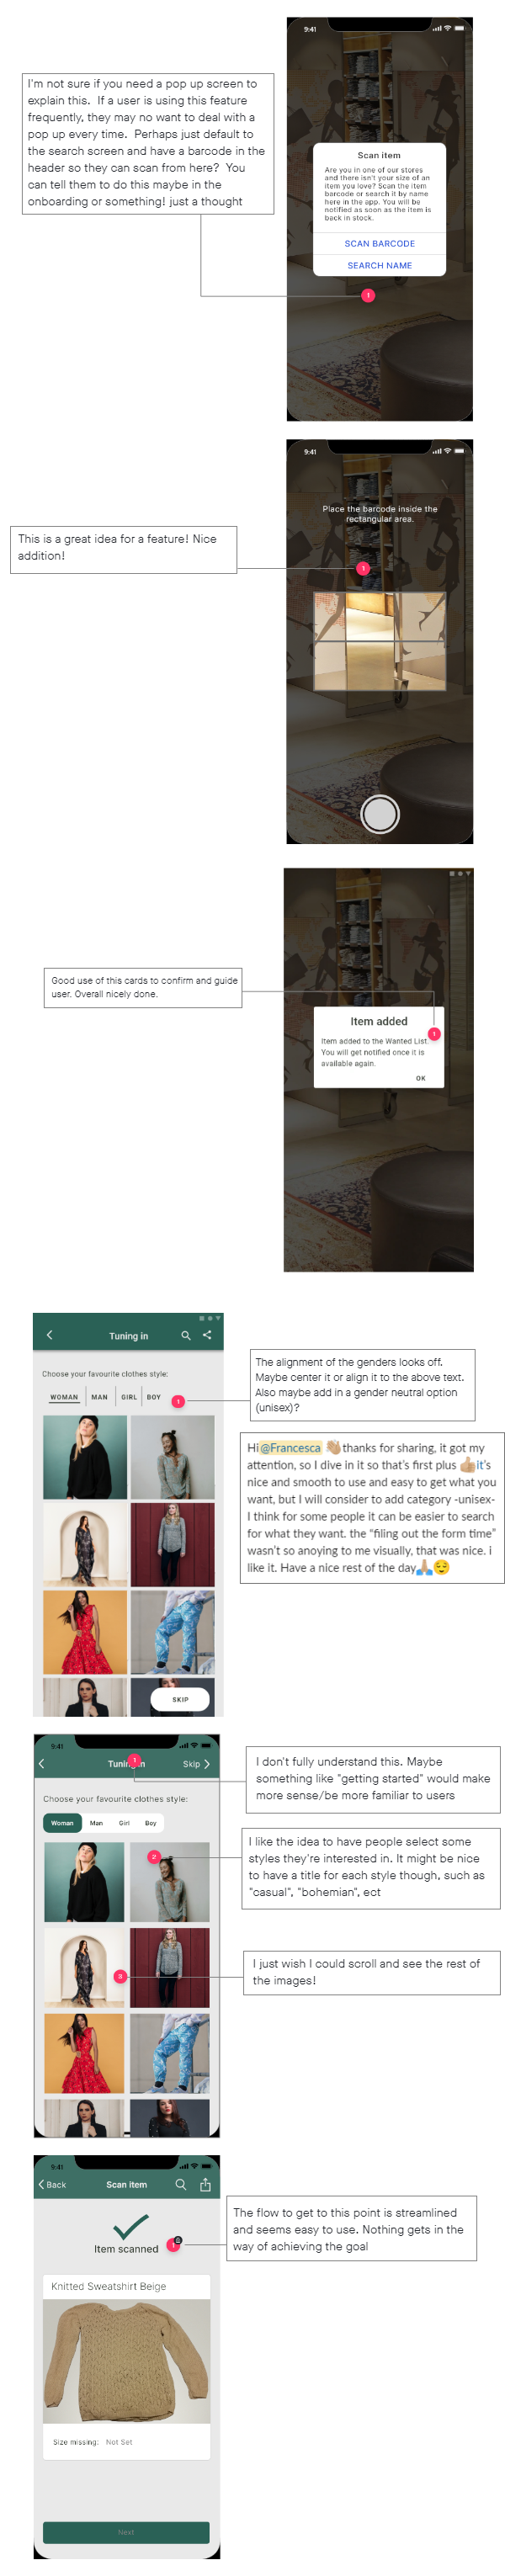 9:41
I'm not sure if you need a pop up screen to
explain this. If a user is using this feature
frequently, they may no want to deal with a
pop up every time. Perhaps just default to
the search screen and have a barcode in the
header so they can scan from here? You
can tell them to do this maybe in the
onboarding or something! just a thought
Scan item
Are you in one of our stores
and there isn't your size of an
item you love? Scan the item
barcode or search it by name
here in the app. You will be
notified as soon as the item is
back in stock.
SCAN BARCODE
SEARCH NAME
1
9:41
Place the barcode inside the
rectangular area.
This is a great idea for a feature! Nice
addition!
1
Good use of this cards to confirm and guide
user. Overall nicely done.
Item added
1
Item added to the Wanted List.
You will get notified once it is
available again.
OK
Tuning in
Choose your favourite clothes style:
WOMAN MAN GIRL BOY
1
The alignment of the genders looks off.
Maybe center it or align it to the above text.
Also maybe add in a gender neutral option
(unisex)?
Hi @Francesca 👋🏼thanks for sharing, it got my
attention, so I dive in it so that's first plus 👍🏼it's
nice and smooth to use and easy to get what you
want, but I will consider to add category -unisex-
I think for some people it can be easier to search
for what they want. the "filling out the form time"
wasn't so anoying to me visually, that was nice. i
like it. Have a nice rest of the day🙏🏼😌
SKIP
9:41
Tuning in
1
Skip
I don't fully understand this. Maybe
something like "getting started" would make
more sense/be more familiar to users
Choose your favourite clothes style:
Woman Man Girl Boy
2
I like the idea to have people select some
styles they're interested in. It might be nice
to have a title for each style though, such as
"casual", "bohemian", ect
3
I just wish I could scroll and see the rest of
the images!
9:41
Back Scan item
Item scanned
1
The flow to get to this point is streamlined
and seems easy to use. Nothing gets in the
way of achieving the goal
Knitted Sweatshirt Beige
Size missing: Not Set
Next